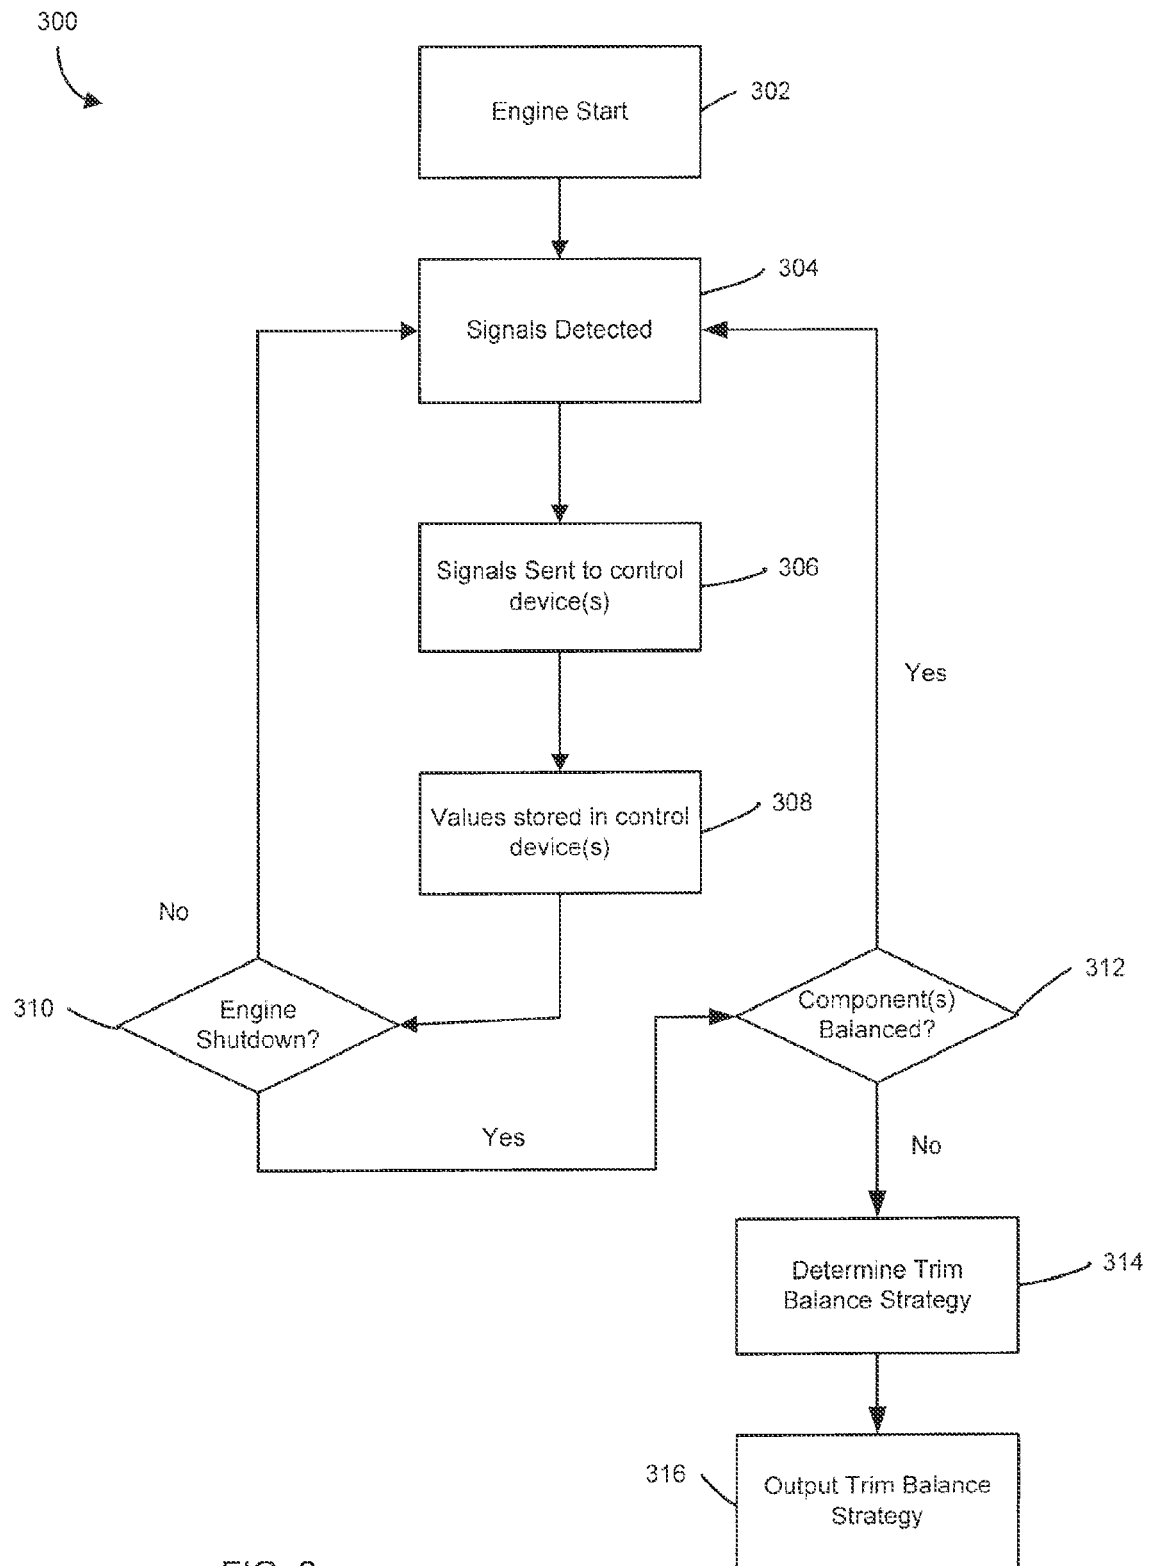 300
Engine Start
302
Signals Detected
304
Signals Sent to control
device(s)
306
Yes
Values stored in control
device(s)
308
No
310
Engine
Shutdown?
Component(s)
Balanced?
312
Yes
No
Determine Trim
Balance Strategy
314
316
Output Trim Balance
Strategy